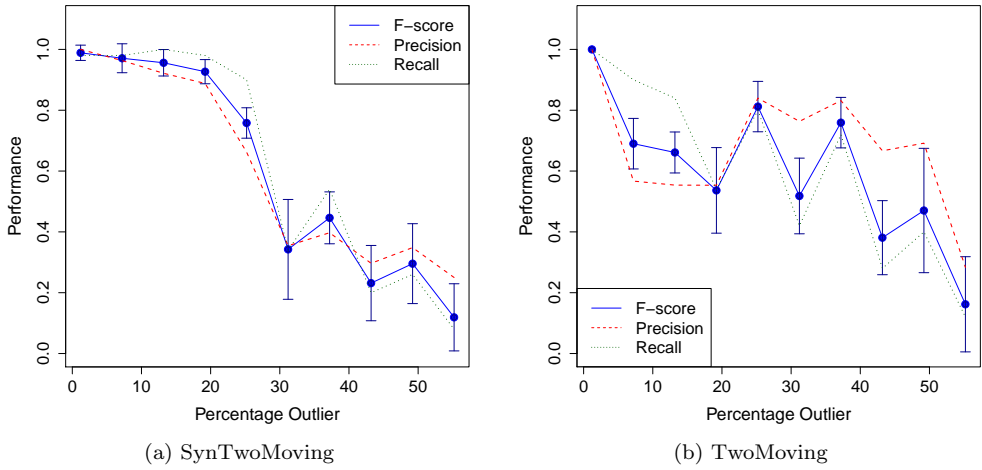 F−score
Precision
Recall
Performance
0.0 0.2 0.4 0.6 0.8 1.0
0 10 20 30 40 50
Percentage Outlier
(a) SynTwoMoving
F−score
Precision
Recall
Performance
0.0 0.2 0.4 0.6 0.8 1.0
0 10 20 30 40 50
Percentage Outlier
(b) TwoMoving